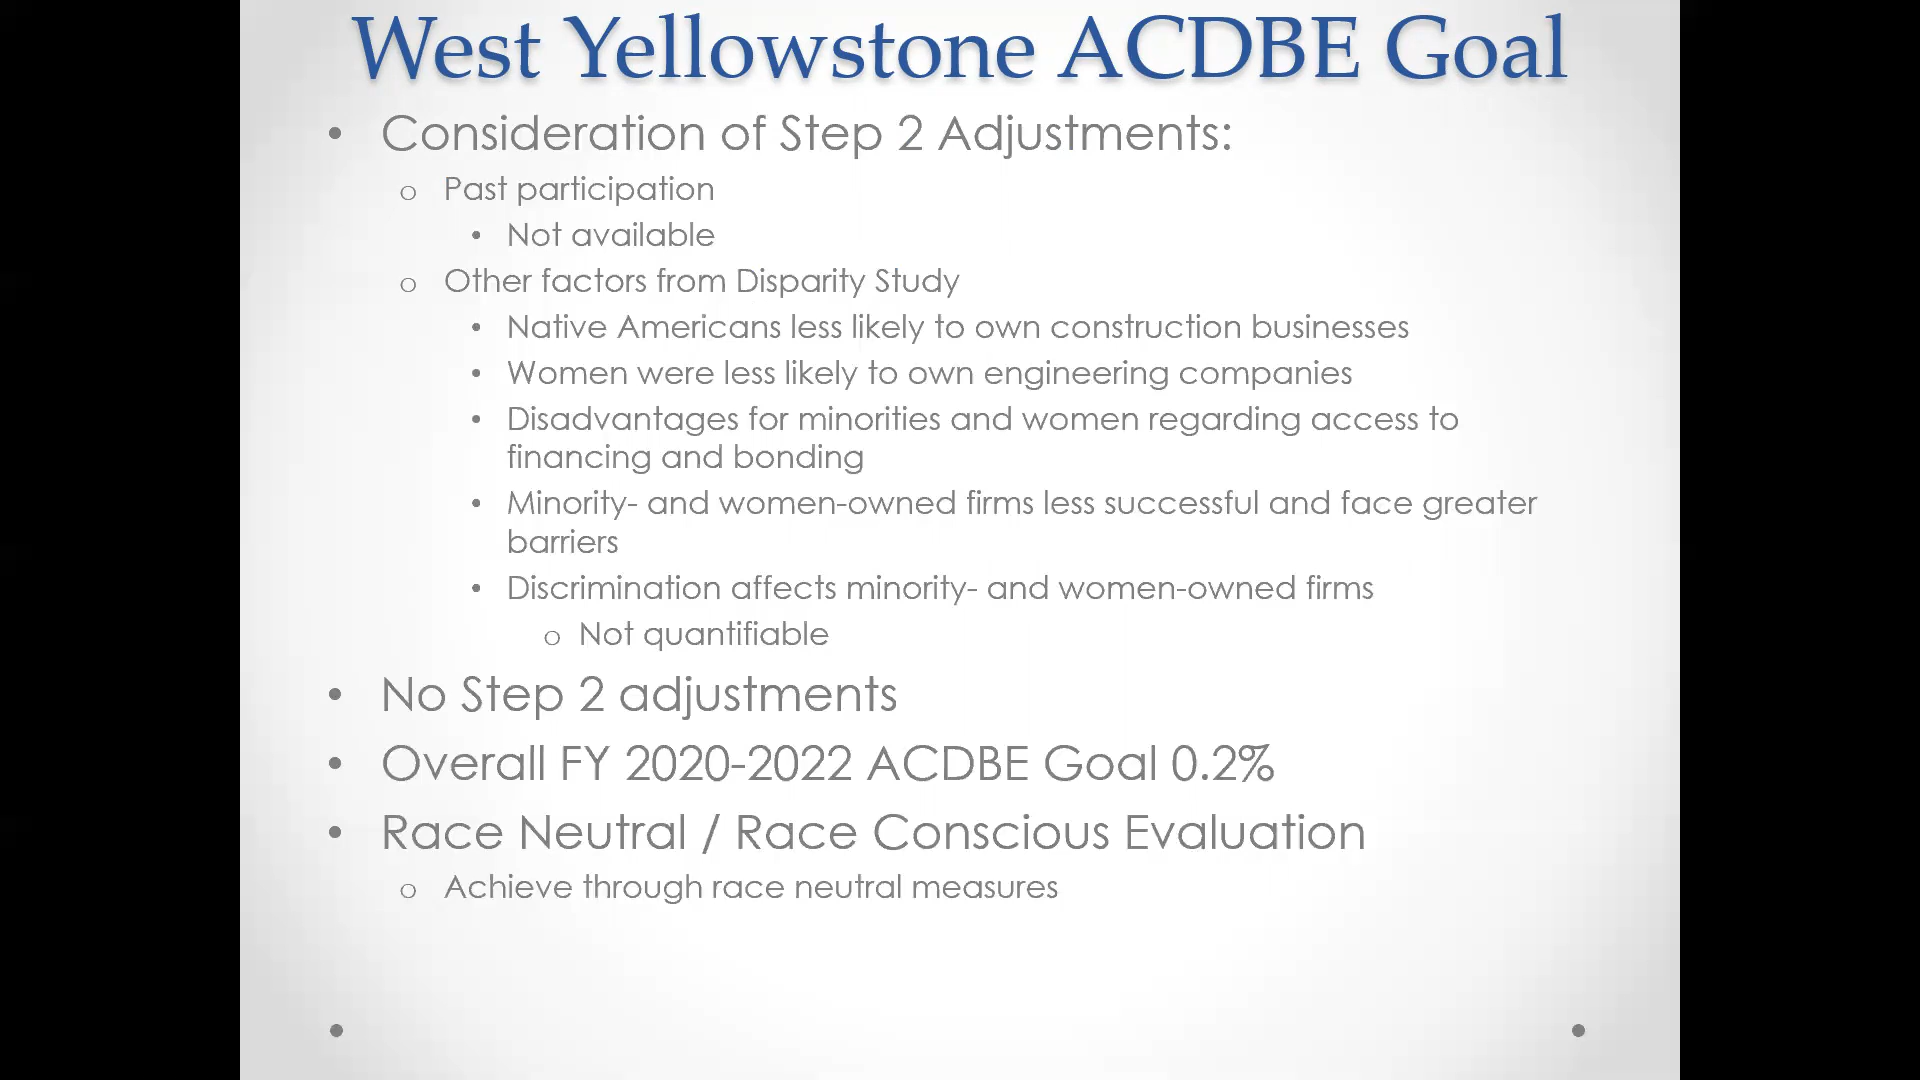 West Yellowstone ACDBE Goal
• Consideration of Step 2 Adjustments:
o Past participation
• Not available
o Other factors from Disparity Study
• Native Americans less likely to own construction businesses
• Women were less likely to own engineering companies
• Disadvantages for minorities and women regarding access to
financing and bonding
• Minority- and women-owned firms less successful and face greater
barriers
• Discrimination affects minority- and women-owned firms
o Not quantifiable
• No Step 2 adjustments
• Overall FY 2020-2022 ACDBE Goal 0.2%
• Race Neutral / Race Conscious Evaluation
o Achieve through race neutral measures